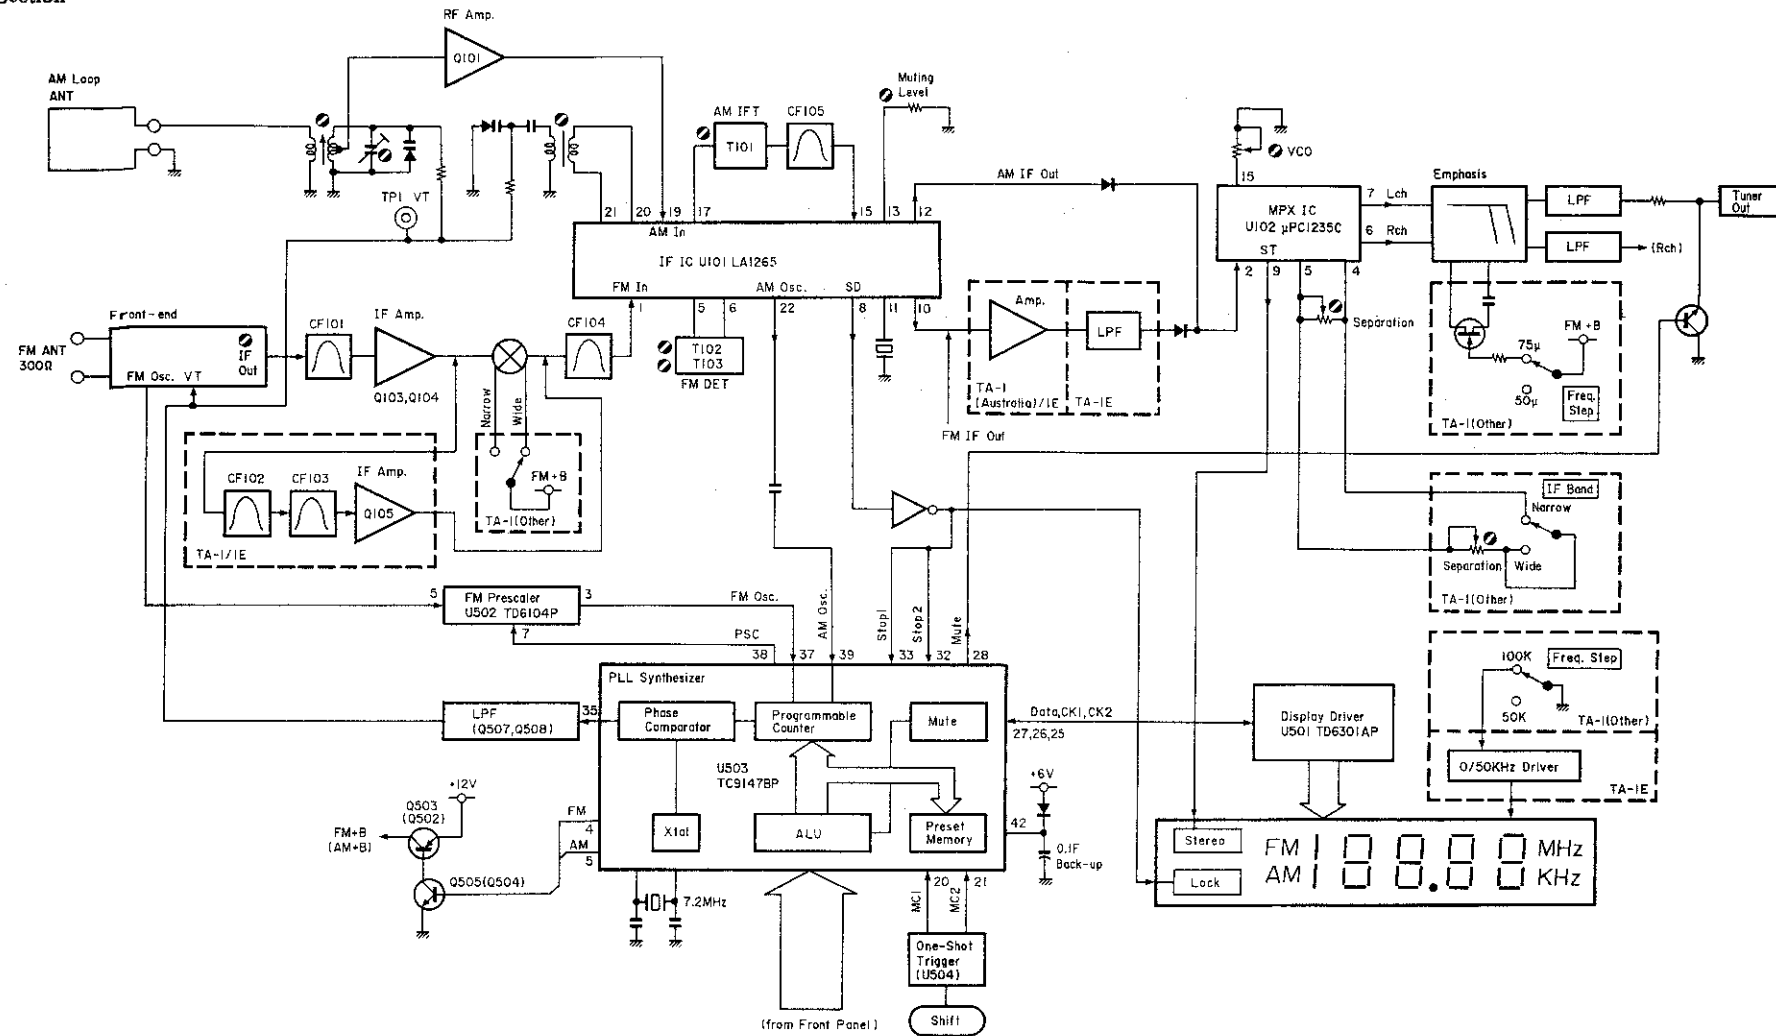 RF Amp.
Q101
AM Loop
ANT
Muting
Level
AM IFT
CF105
T101
VCO
TP1 VT
AM IF Out
Emphasis
15
21
20
19
17
15
13
12
MPX IC
U102 µPC1235C
ST
7
Lch
6
Rch
LPF
LPF
Tuner
Out
(Rch)
AM In
IF IC U101 LA1265
FM In
AM Osc.
SD
2
9
5
4
1
5
6
22
8
11
10
Front-end
FM ANT
300Ω
IF
Out
FM Osc. VT
CF101
IF Amp.
Q103,Q104
CF104
T102
T103
FM DET
Amp.
LPF
TA-1
(Australia)/1E
TA-1E
FM IF Out
Separation
FM+B
75µ
50µ
Freq.
Step
TA-1(Other)
Narrow
Wide
FM+B
TA-1(Other)
CF102
CF103
IF Amp.
Q105
TA-1/1E
IF Band
Narrow
Separation
Wide
TA-1(Other)
5
FM Prescaler
U502 TD6104P
3
7
FM Osc.
PSC
AM Osc.
Stop1
Stop2
Mute
38
37
39
33
32
28
PLL Synthesizer
LPF
(Q507,Q508)
35
Phase
Comparator
Programmable
Counter
Mute
Data,CK1,CK2
27,26,25
Display Driver
U501 TD6301AP
100K
Freq. Step
50K
TA-1(Other)
0/50KHz Driver
TA-1E
U503
TC9147BP
+6V
+12V
Q503
(Q502)
FM+B
(AM+B)
FM
4
AM
5
Xtal
ALU
Preset
Memory
42
0.1F
Back-up
Q505(Q504)
7.2MHz
20
21
MC1
MC2
Stereo
Lock
FM
AM
188.88
MHz
KHz
One-Shot
Trigger
(U504)
Shift
(from Front Panel)